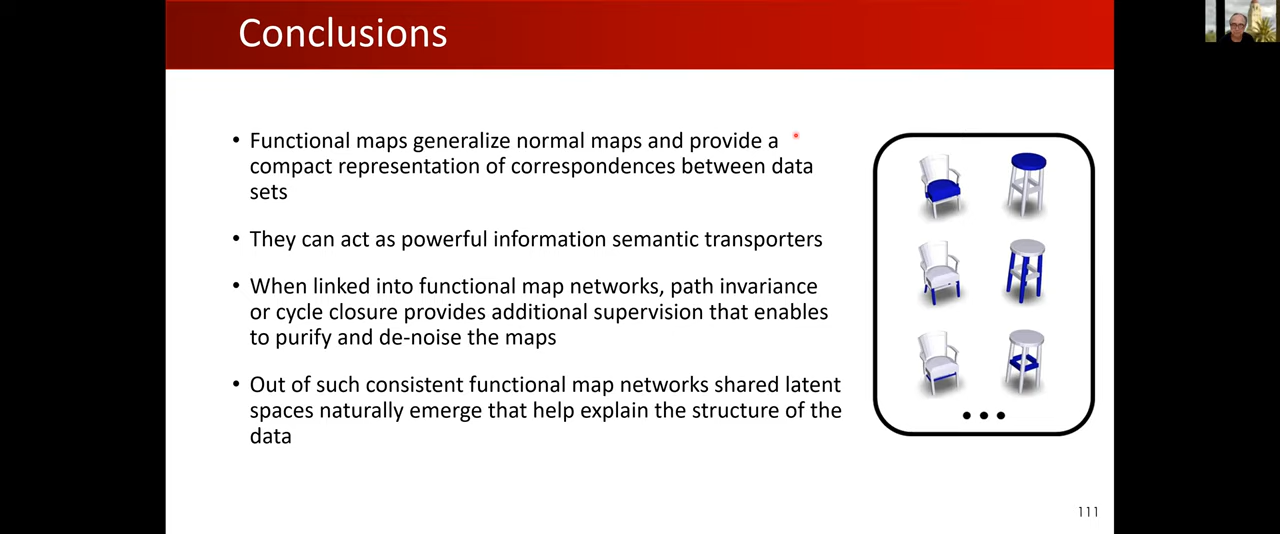 Conclusions
• Functional maps generalize normal maps and provide a
compact representation of correspondences between data
sets
• They can act as powerful information semantic transporters
• When linked into functional map networks, path invariance
or cycle closure provides additional supervision that enables
to purify and de-noise the maps
• Out of such consistent functional map networks shared latent
spaces naturally emerge that help explain the structure of the
data
111